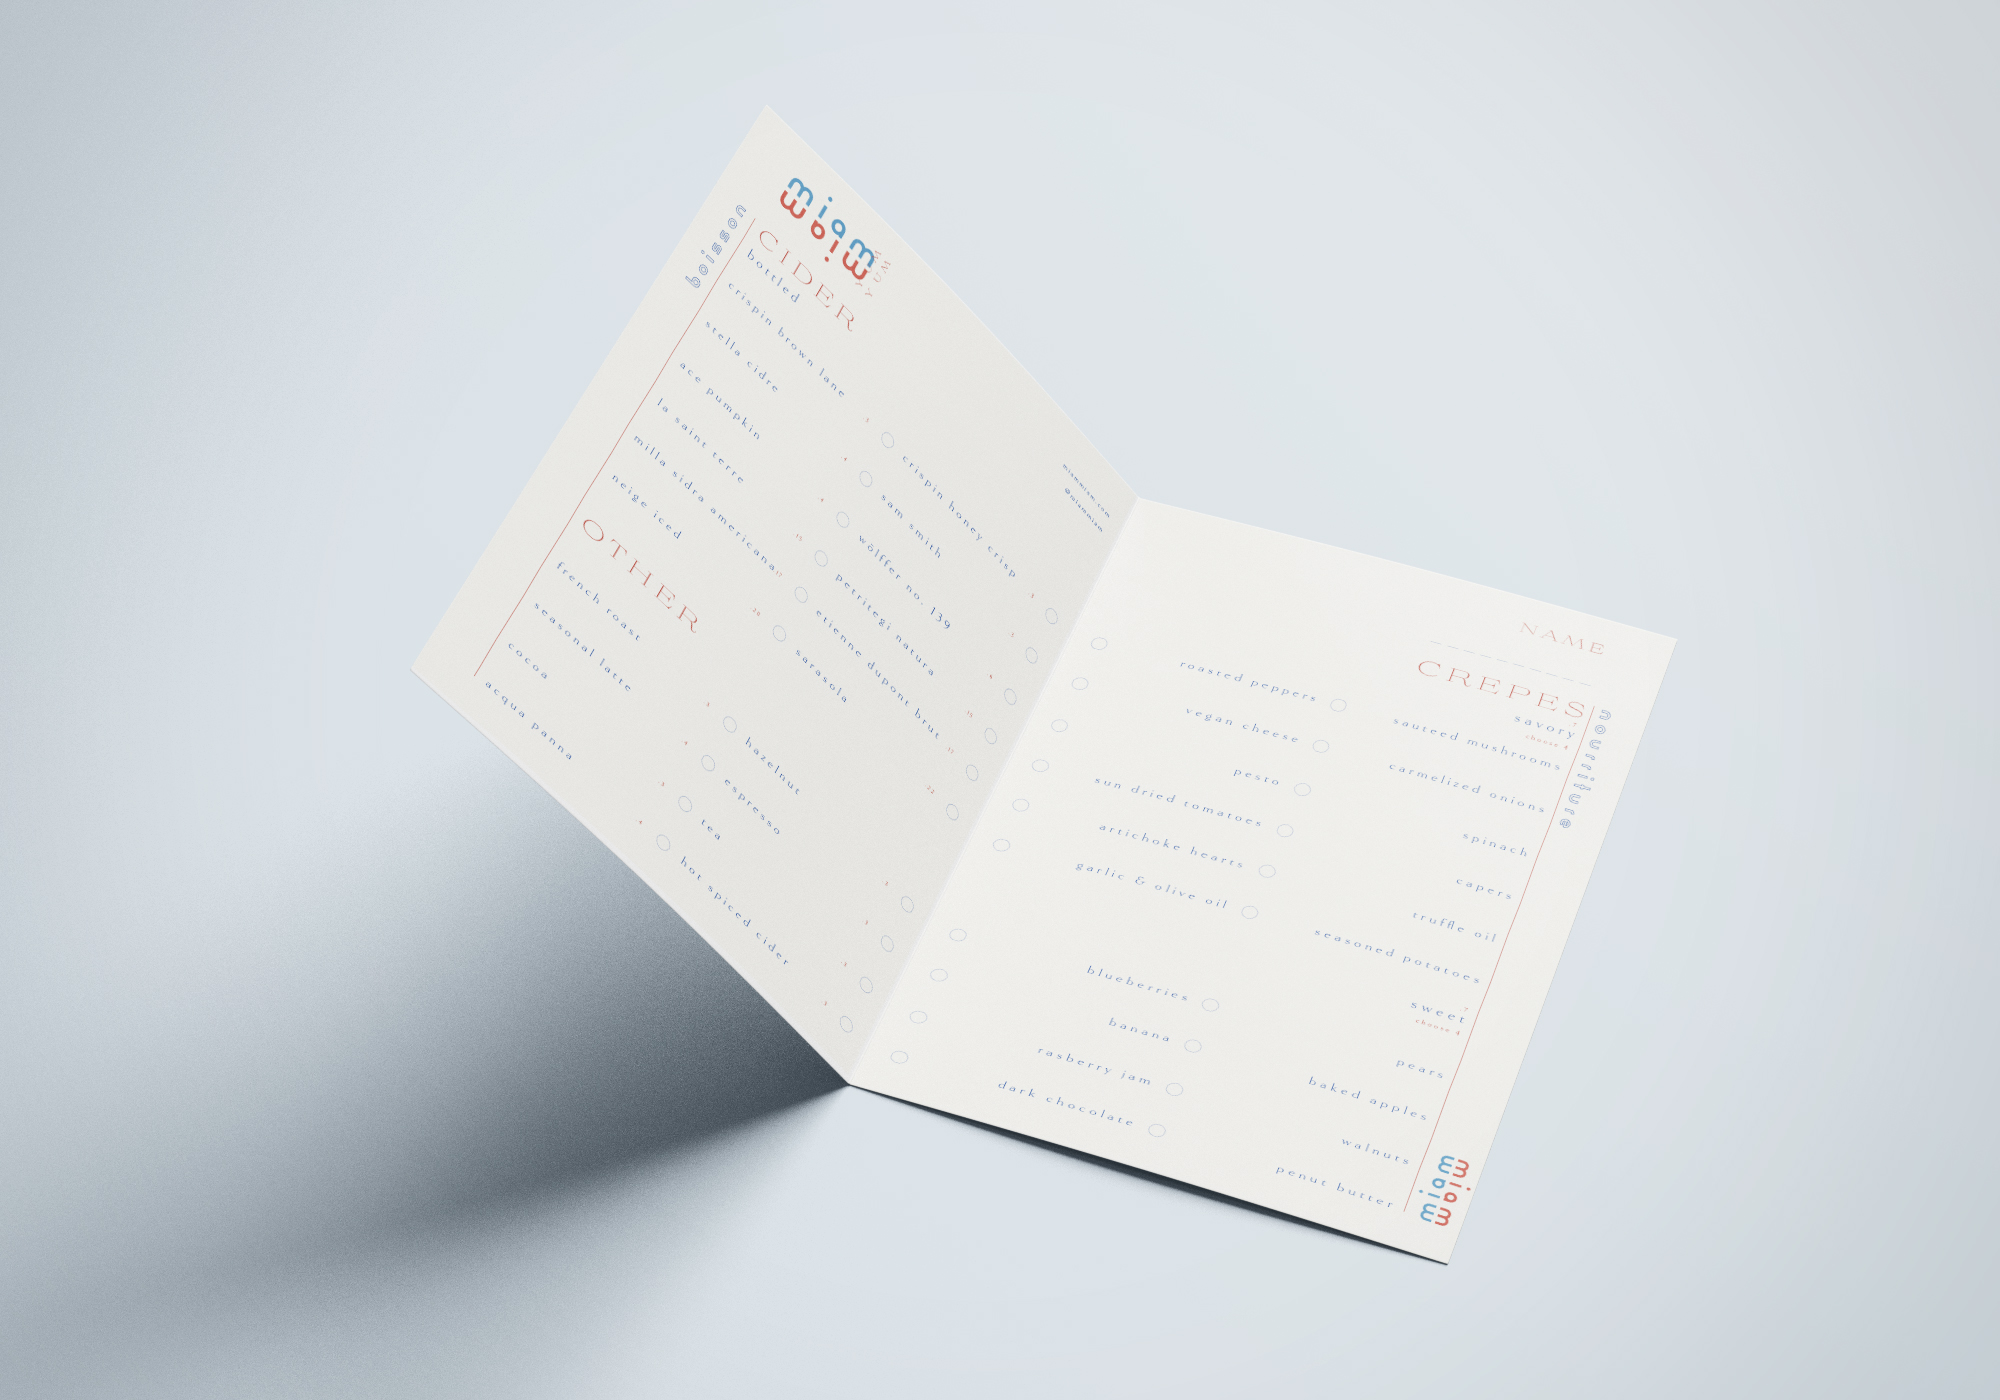 miam
miam
YUM
YUM
boisson
CIDER
bottled
crispin brown lane
crispin honey crisp
stella cidre
sam smith
ace pumpkin
wölffer no. 139
la saint terre
petritegi natura
milla sidra americana
etienne dupont brut
neige iced
sarasola
OTHER
french roast
hazelnut
seasonal latte
espresso
cocoa
tea
acqua panna
hot spiced cider
miammiam.com
@miammiam
NAME
CREPES
savory 7
choose 4
nourriture
roasted peppers
sauteed mushrooms
vegan cheese
carmelized onions
pesto
spinach
sun dried tomatoes
capers
artichoke hearts
truffle oil
garlic & olive oil
seasoned potatoes
sweet 7
choose 4
blueberries
pears
banana
baked apples
rasberry jam
walnuts
dark chocolate
penut butter
miam
miam